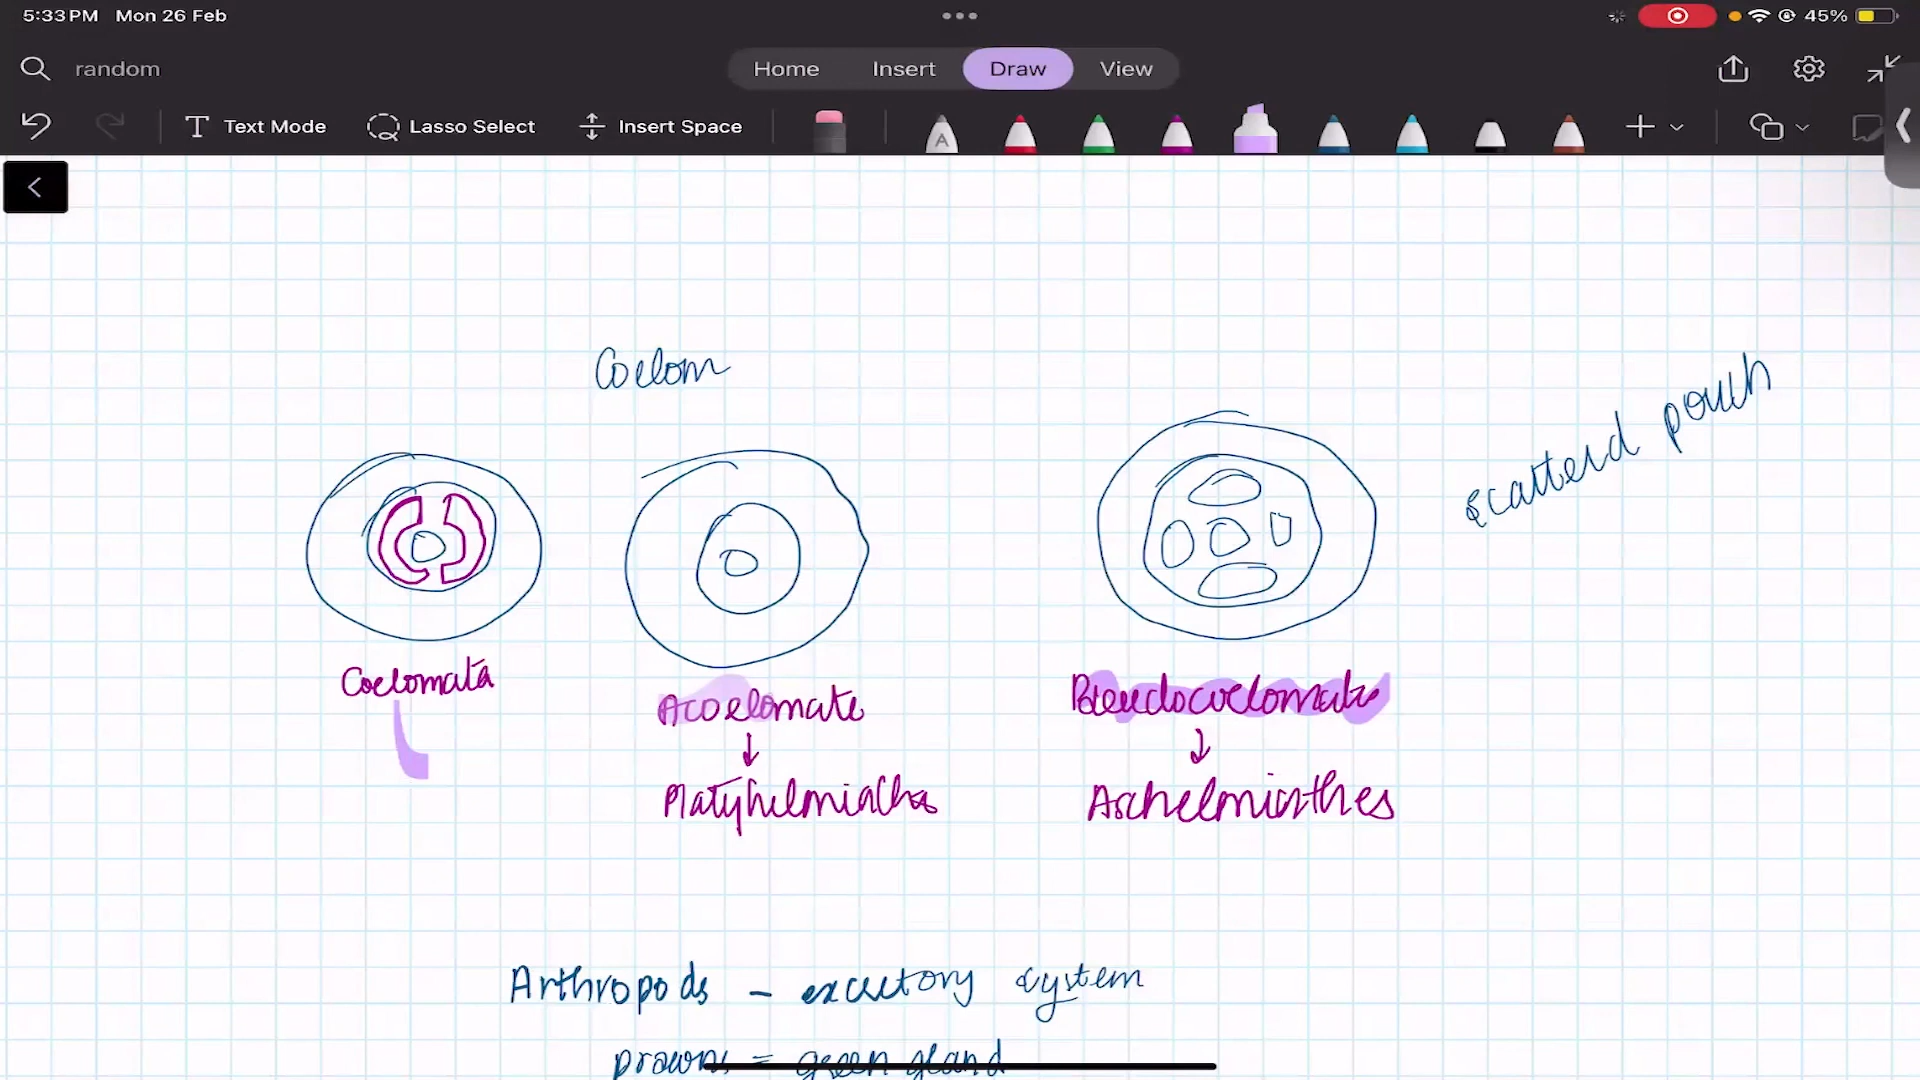 5:33 PM Mon 26 Feb
45%
random
Home Insert Draw View
Text Mode Lasso Select Insert Space
A
Coelom
scatterd pouch
Coelomata
Acoelomate
Pseudocoelomate
↓ ↓
Platyhelminthes
Aschelminthes
Arthropods - excretory system
prawns = green gland